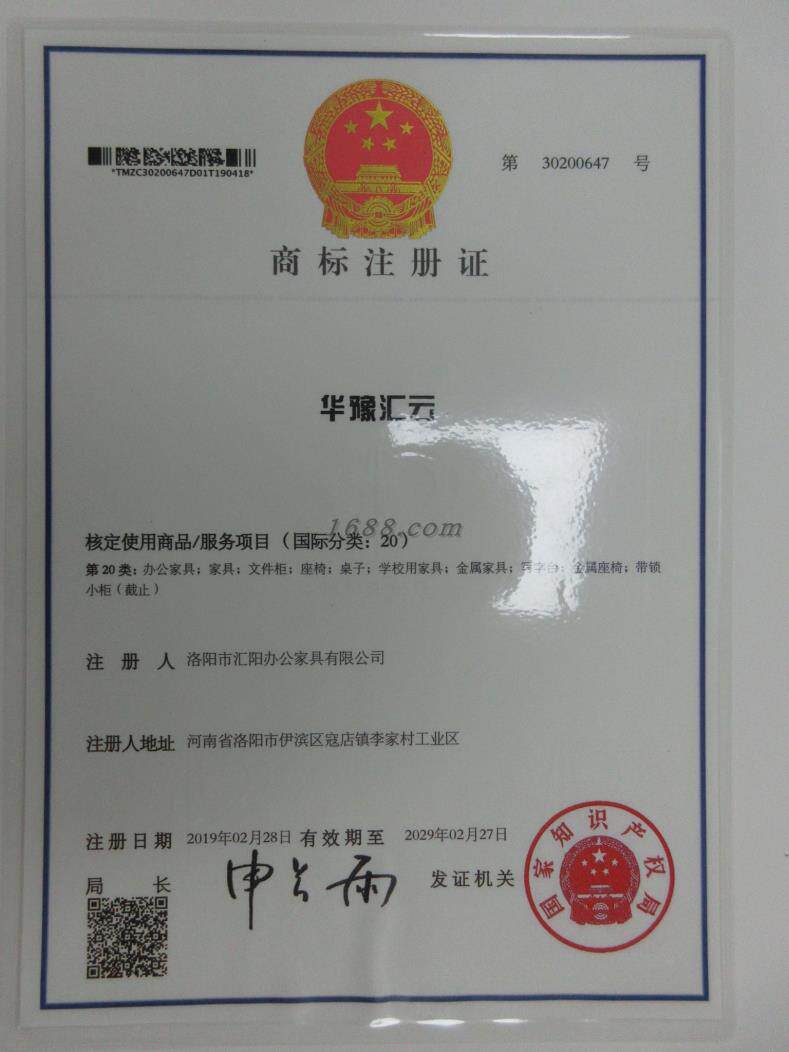 *TMZC30200647D01T190418*
第 30200647 号
商标注册证
华豫汇云
1688.com
核定使用商品/服务项目（国际分类：20）
第20类：办公家具；家具；文件柜；座椅；桌子；学校用家具；金属家具；写字台；金属座椅；带锁
小柜（截止）
注 册 人 洛阳市汇阳办公家具有限公司
注册人地址 河南省洛阳市伊滨区寇店镇李家村工业区
注册日期 2019年02月28日 有效期至 2029年02月27日
局 长 申长雨 发证机关
国家知识产权局